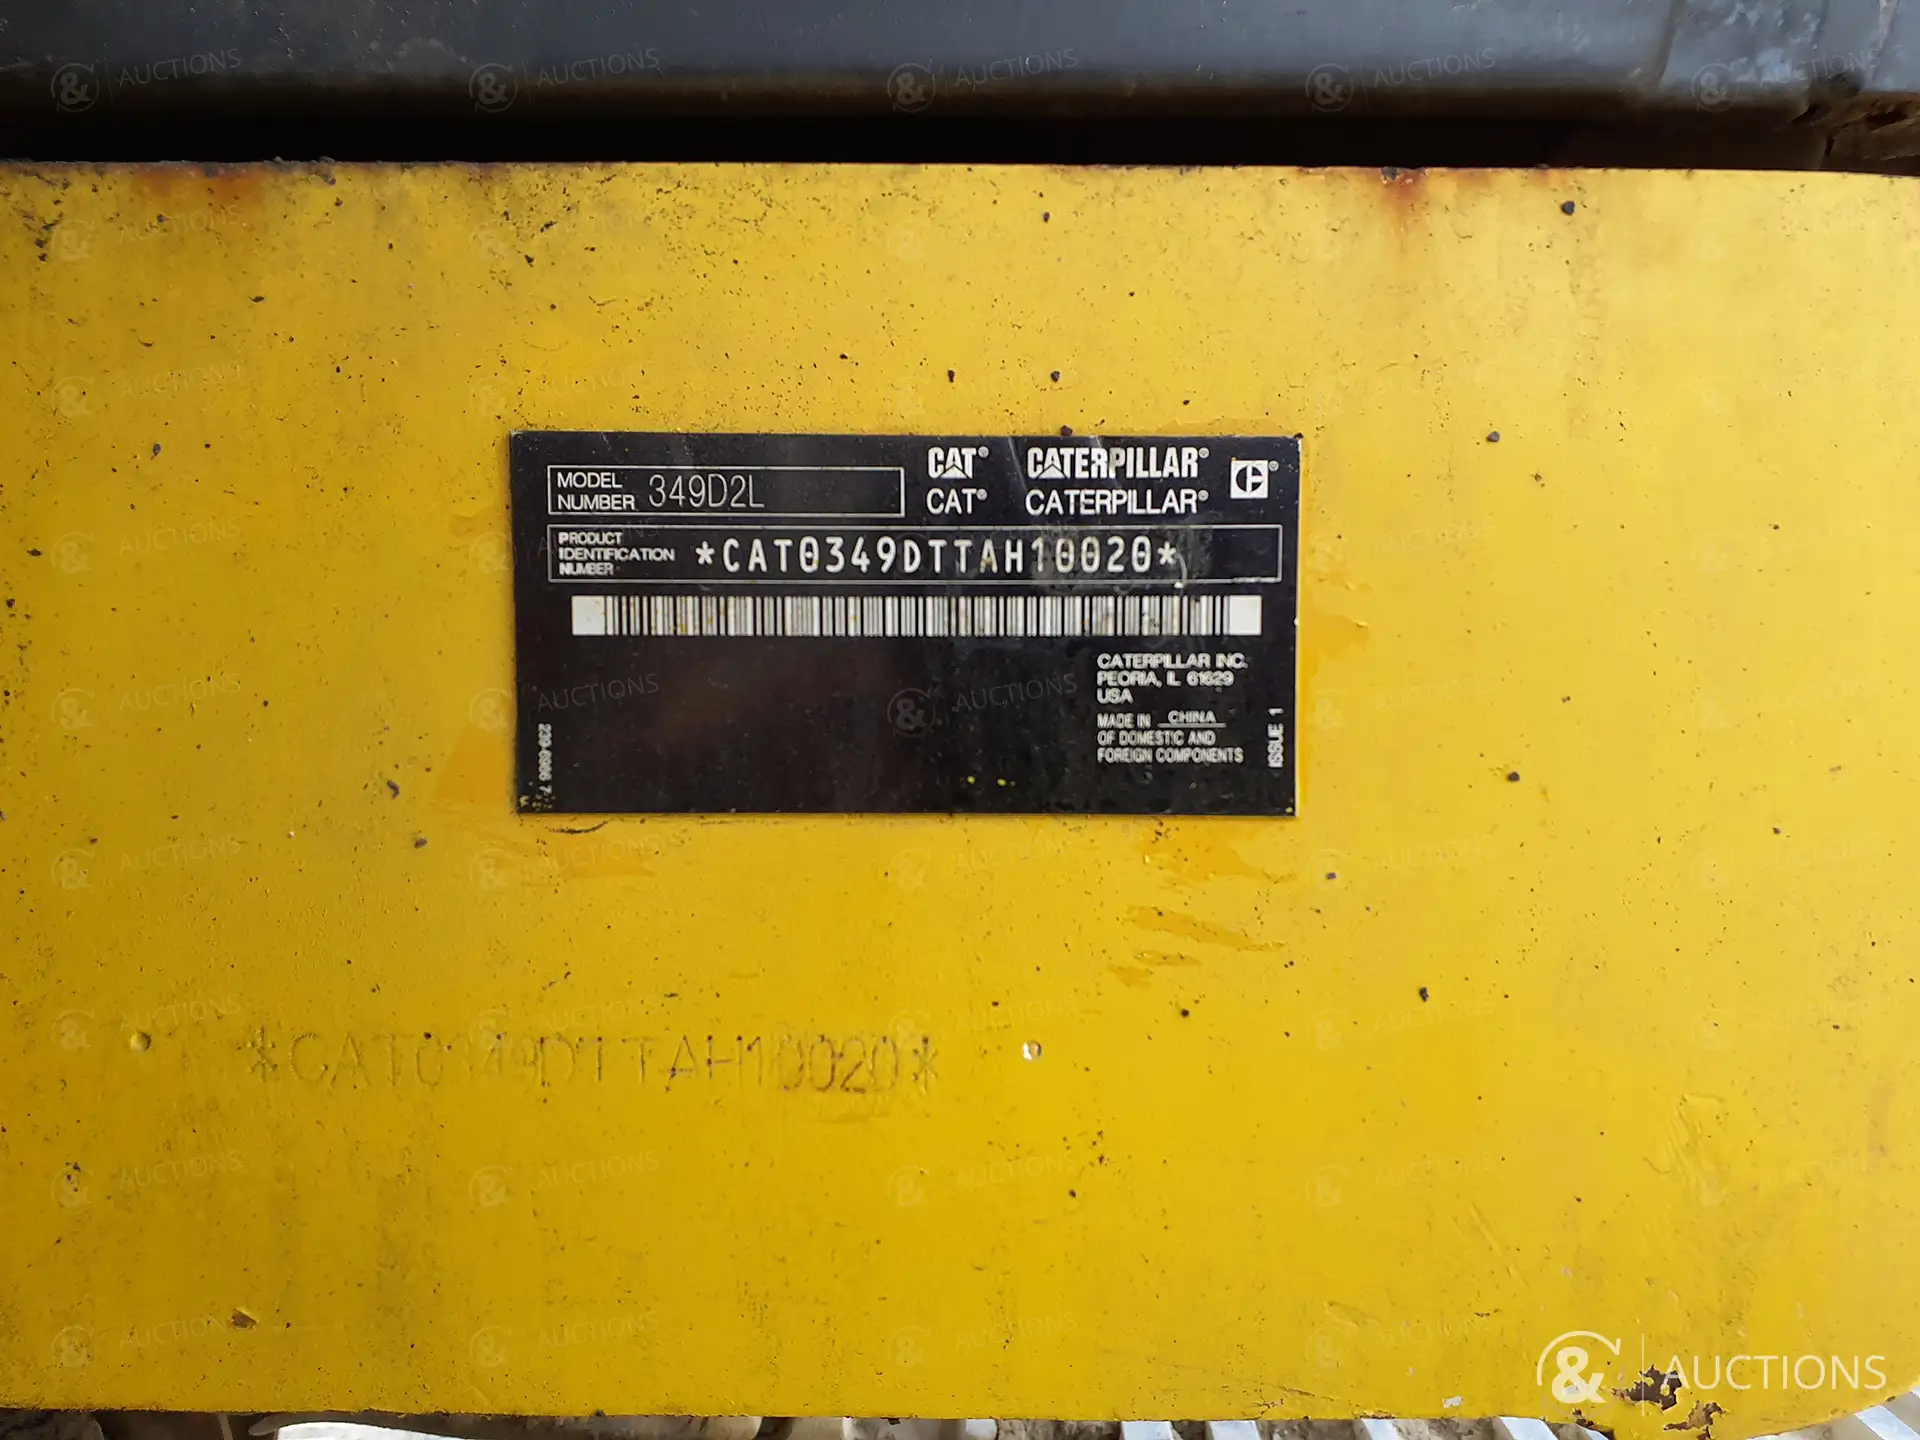 MODEL NUMBER 349D2L
CAT® CATERPILLAR®
CAT® CATERPILLAR®
PRODUCT IDENTIFICATION NUMBER *CAT0349DTTAH10020*
CATERPILLAR INC.
PEORIA, IL 61629
USA
MADE IN CHINA
OF DOMESTIC AND
FOREIGN COMPONENTS
ISSUE 1
*CAT0349DTTAH10020*
& AUCTIONS